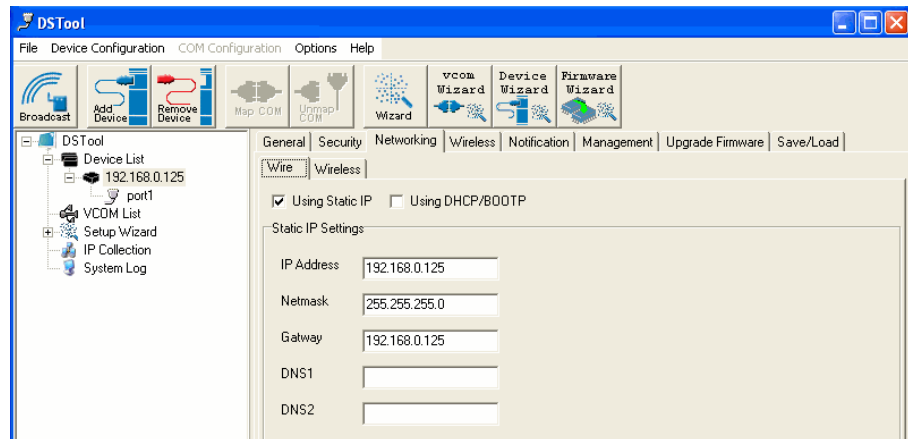 DSTool
File Device Configuration COM Configuration Options Help
Broadcast
Add Device
Remove Device
Map COM
Unmap COM
Wizard
vcom Wizard
Device Wizard
Firmware Wizard
DSTool
Device List
192.168.0.125
port1
VCOM List
Setup Wizard
IP Collection
System Log
General Security Networking Wireless Notification Management Upgrade Firmware Save/Load
Wire Wireless
Using Static IP Using DHCP/BOOTP
Static IP Settings
IP Address 192.168.0.125
Netmask 255.255.255.0
Gatway 192.168.0.125
DNS1
DNS2